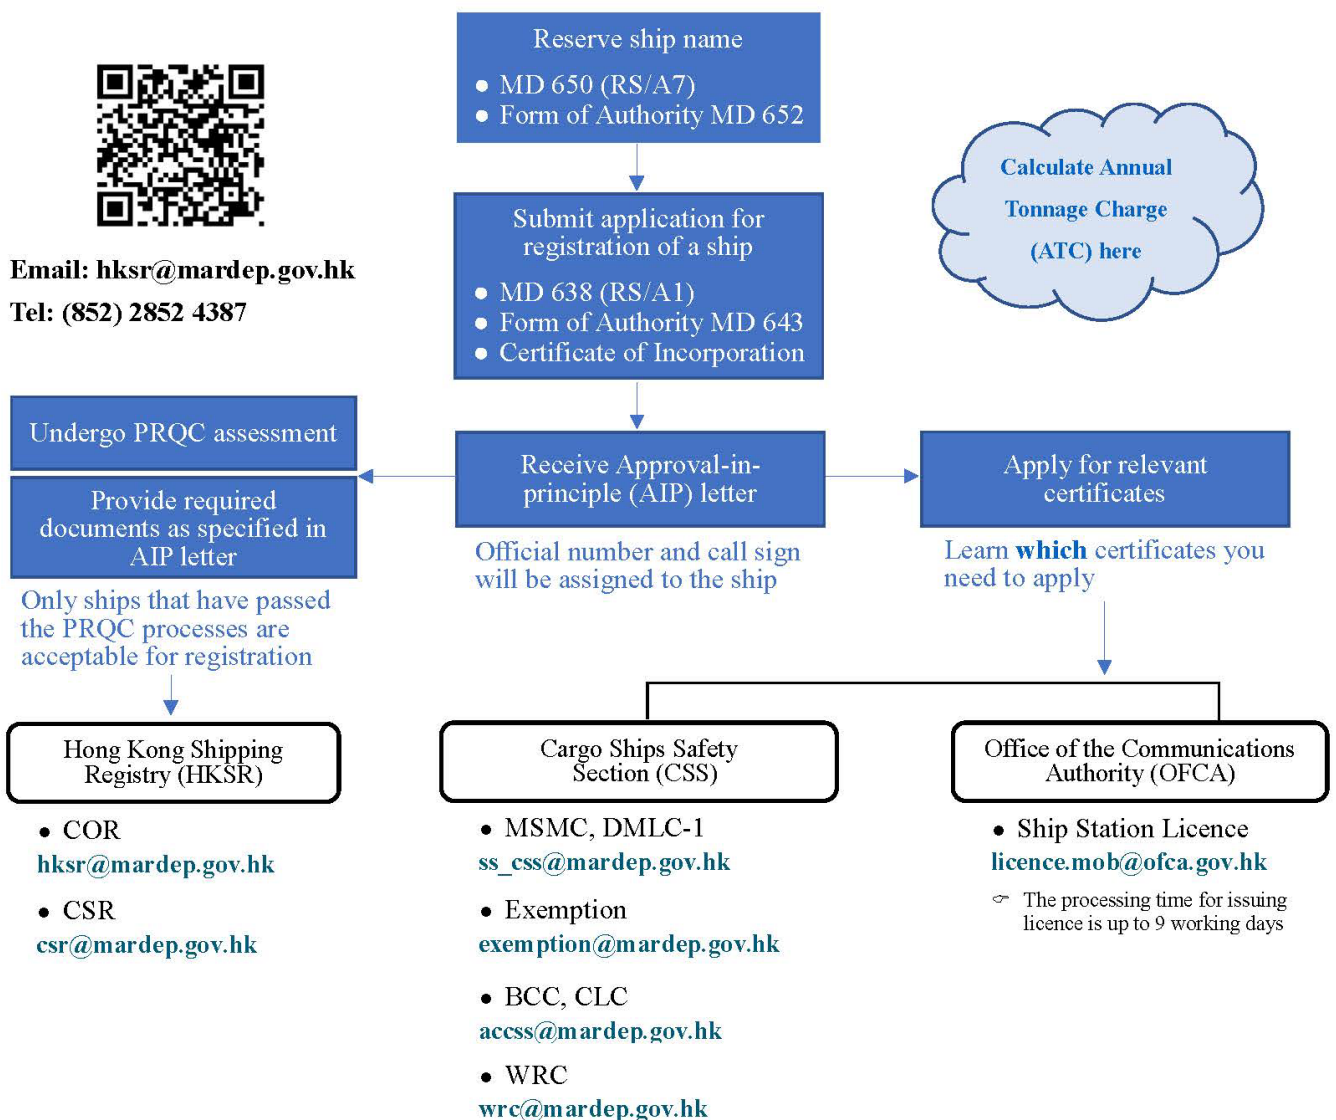 Reserve ship name
● MD 650 (RS/A7)
● Form of Authority MD 652
Email: hksr@mardep.gov.hk
Tel: (852) 2852 4387
Calculate Annual
Tonnage Charge
(ATC) here
Submit application for
registration of a ship
● MD 638 (RS/A1)
● Form of Authority MD 643
● Certificate of Incorporation
Undergo PRQC assessment
Provide required
documents as specified in
AIP letter
Only ships that have passed
the PRQC processes are
acceptable for registration
Receive Approval-in-
principle (AIP) letter
Official number and call sign
will be assigned to the ship
Apply for relevant
certificates
Learn which certificates you
need to apply
Hong Kong Shipping
Registry (HKSR)
● COR
hksr@mardep.gov.hk
● CSR
csr@mardep.gov.hk
Cargo Ships Safety
Section (CSS)
● MSMC, DMLC-1
ss_css@mardep.gov.hk
● Exemption
exemption@mardep.gov.hk
● BCC, CLC
accss@mardep.gov.hk
● WRC
wrc@mardep.gov.hk
Office of the Communications
Authority (OFCA)
● Ship Station Licence
licence.mob@ofca.gov.hk
☞ The processing time for issuing
licence is up to 9 working days